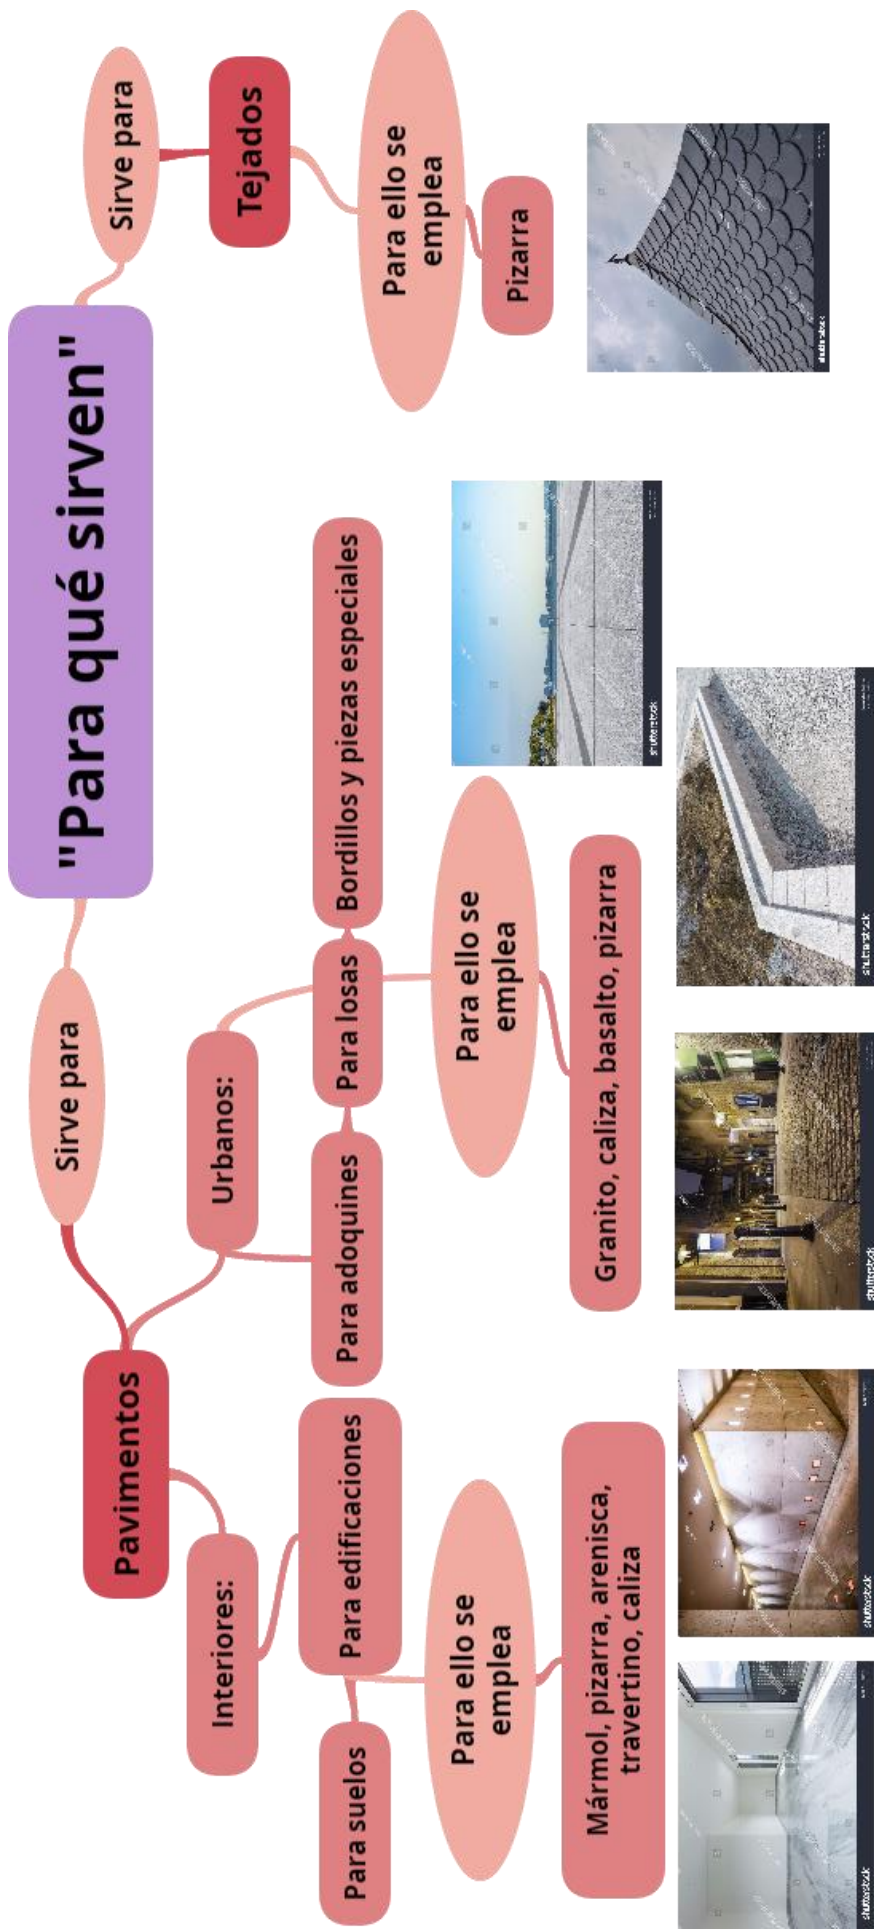 "Para qué sirven"
Sirve para
Pavimentos
Interiores:
Para suelos
Para edificaciones
Para ello se
emplea
Mármol, pizarra, arenisca,
travertino, caliza
Urbanos:
Para adoquines
Para losas
Bordillos y piezas especiales
Para ello se
emplea
Granito, caliza, basalto, pizarra
Sirve para
Tejados
Para ello se
emplea
Pizarra
shutterstock
shutterstock
shutterstock
shutterstock
shutterstock
shutterstock